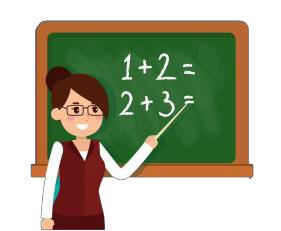 1+2 =
2+3 =